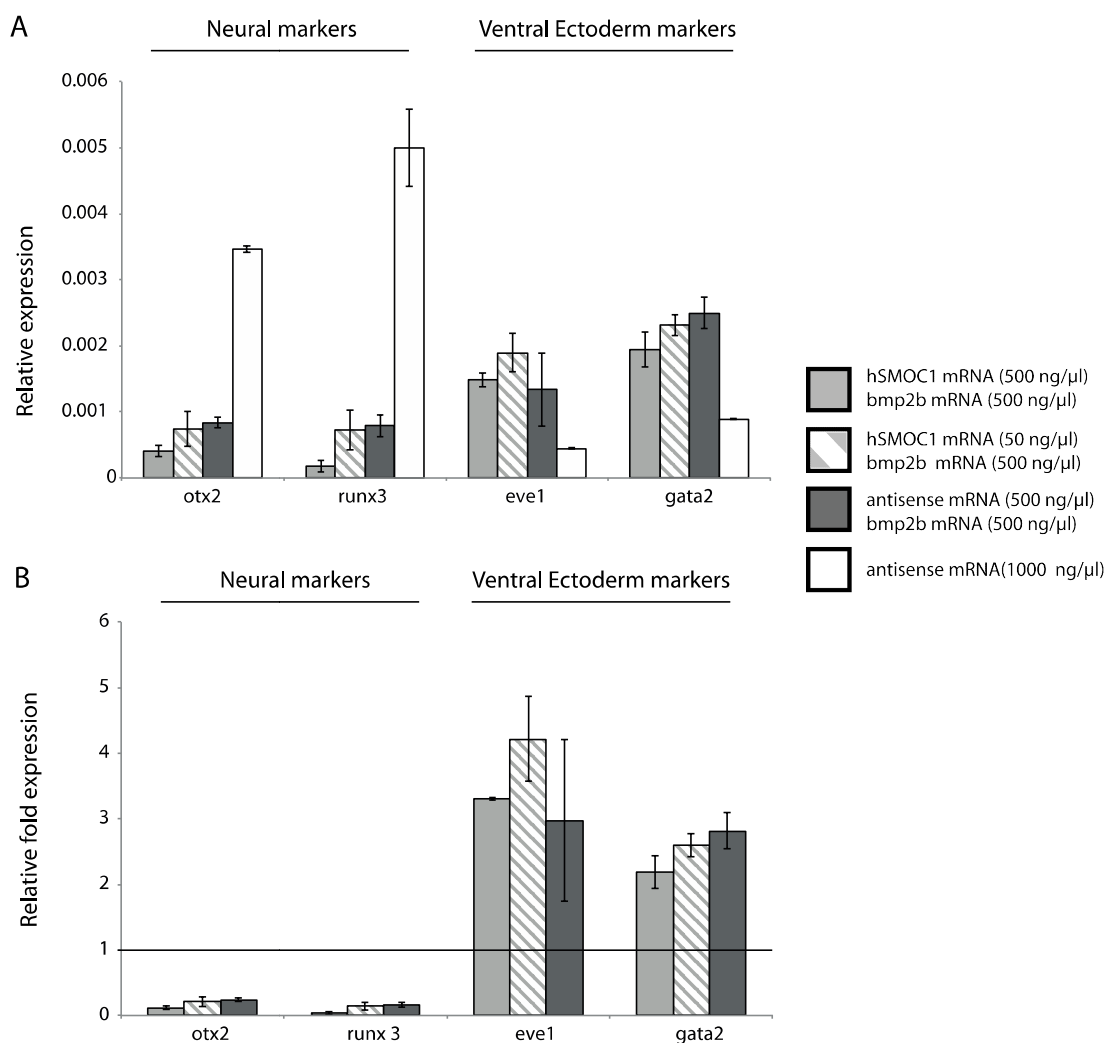 A
Neural markers
Ventral Ectoderm markers
Relative expression
0.006
0.005
0.004
0.003
0.002
0.001
0
otx2
runx3
eve1
gata2
hSMOC1 mRNA (500 ng/µl)
bmp2b mRNA (500 ng/µl)
hSMOC1 mRNA (50 ng/µl)
bmp2b mRNA (500 ng/µl)
antisense mRNA (500 ng/µl)
bmp2b mRNA (500 ng/µl)
antisense mRNA(1000 ng/µl)
B
Neural markers
Ventral Ectoderm markers
Relative fold expression
6
5
4
3
2
1
0
otx2
runx 3
eve1
gata2